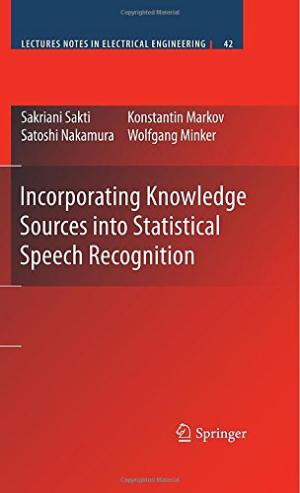 LECTURES NOTES IN ELECTRICAL ENGINEERING | 42
Sakriani Sakti Konstantin Markov
Satoshi Nakamura Wolfgang Minker
Incorporating Knowledge
Sources into Statistical
Speech Recognition
Springer